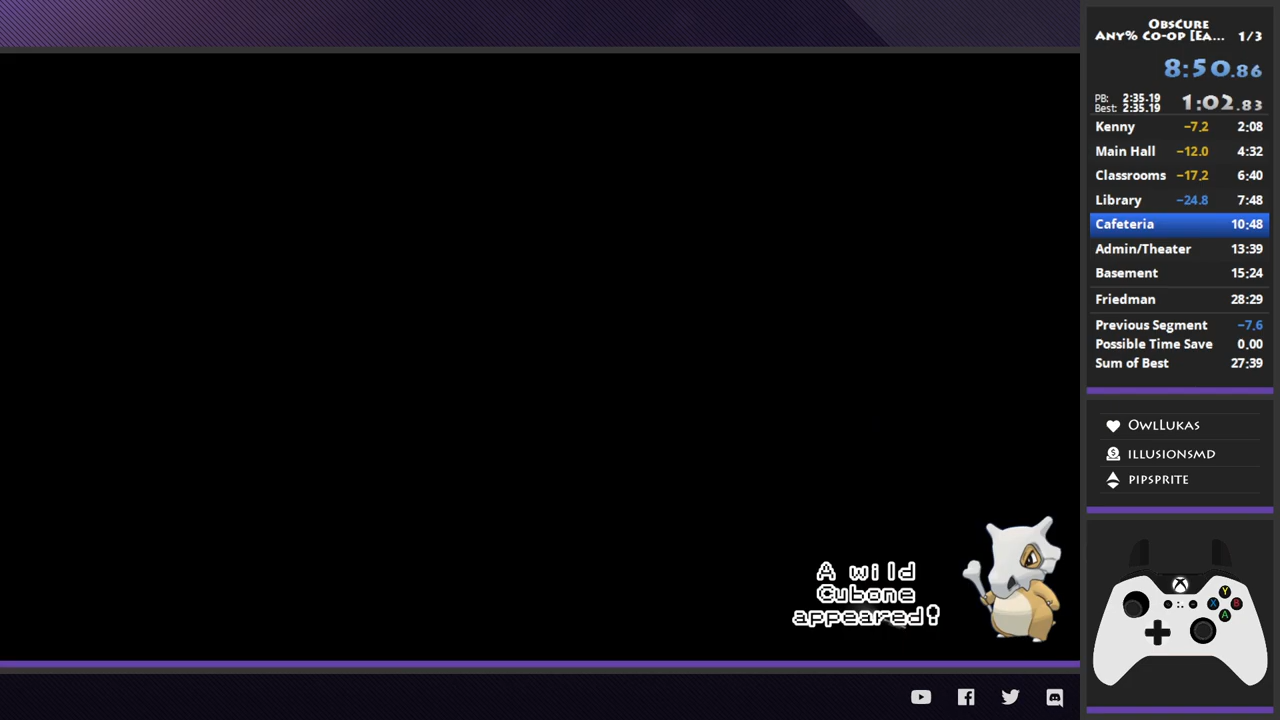 ObsCure
Any% Co-op [Ea... 1/3
8:50.86
PB: 2:35.19
Best: 2:35.19
1:02.83
Kenny -7.2 2:08
Main Hall -12.0 4:32
Classrooms -17.2 6:40
Library -24.8 7:48
Cafeteria 10:48
Admin/Theater 13:39
Basement 15:24
Friedman 28:29
Previous Segment -7.6
Possible Time Save 0.00
Sum of Best 27:39
OwlLukas
illusionsmd
pipsprite
A wild
Cubone
appeared!
Y
X B
A